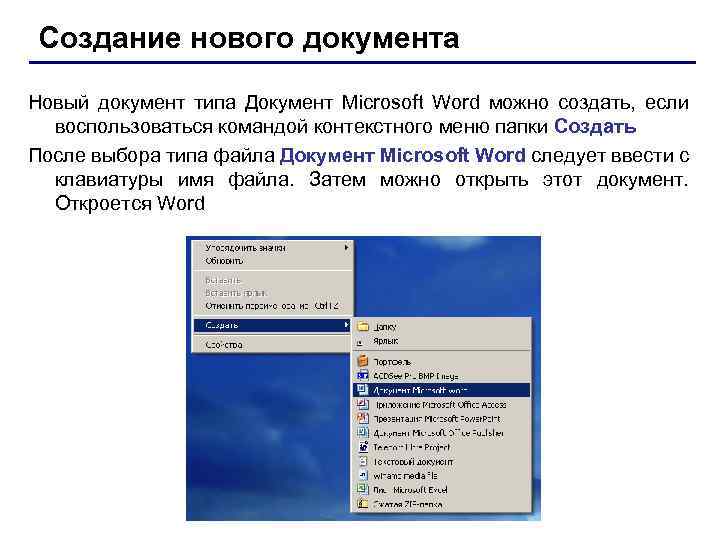 Создание нового документа
Новый документ типа Документ Microsoft Word можно создать, если
воспользоваться командой контекстного меню папки Создать
После выбора типа файла Документ Microsoft Word следует ввести с
клавиатуры имя файла. Затем можно открыть этот документ.
Откроется Word
Упорядочить значки
Обновить
Вставить
Вставить ярлык
Отменить переименование Ctrl+Z
Создать
Свойства
Папку
Ярлык
Портфель
ACDSee Pro BMP Image
Документ Microsoft Word
Приложение Microsoft Office Access
Презентация Microsoft PowerPoint
Документ Microsoft Office Publisher
Project
Текстовый документ
Winamp media file
Лист Microsoft Excel
Сжатая ZIP-папка